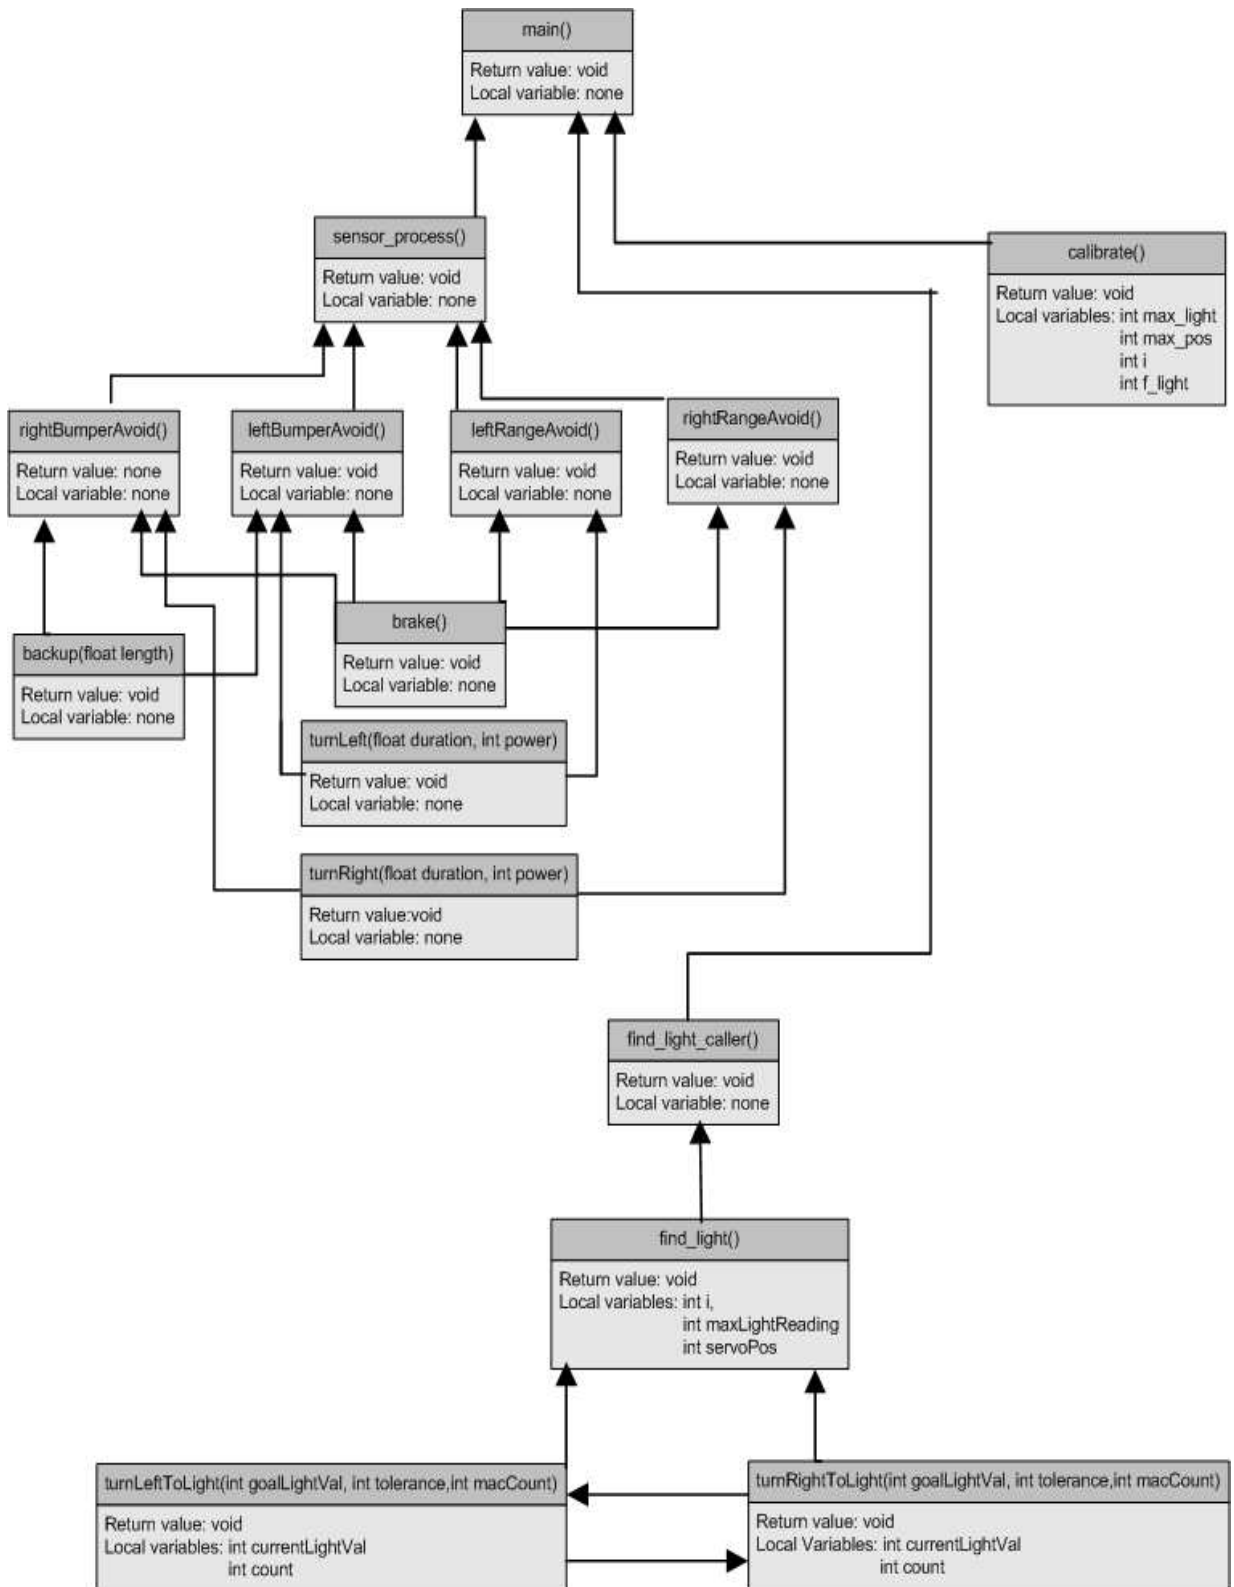 main()
Return value: void
Local variable: none
sensor_process()
Return value: void
Local variable: none
calibrate()
Return value: void
Local variables: int max_light
int max_pos
int i
int f_light
rightBumperAvoid()
Return value: none
Local variable: none
leftBumperAvoid()
Return value: void
Local variable: none
leftRangeAvoid()
Return value: void
Local variable: none
rightRangeAvoid()
Return value: void
Local variable: none
backup(float length)
Return value: void
Local variable: none
brake()
Return value: void
Local variable: none
turnLeft(float duration, int power)
Return value: void
Local variable: none
turnRight(float duration, int power)
Return value:void
Local variable: none
find_light_caller()
Return value: void
Local variable: none
find_light()
Return value: void
Local variables: int i,
int maxLightReading
int servoPos
turnLeftToLight(int goalLightVal, int tolerance,int macCount)
Return value: void
Local variables: int currentLightVal
int count
turnRightToLight(int goalLightVal, int tolerance,int macCount)
Return value: void
Local Variables: int currentLightVal
int count